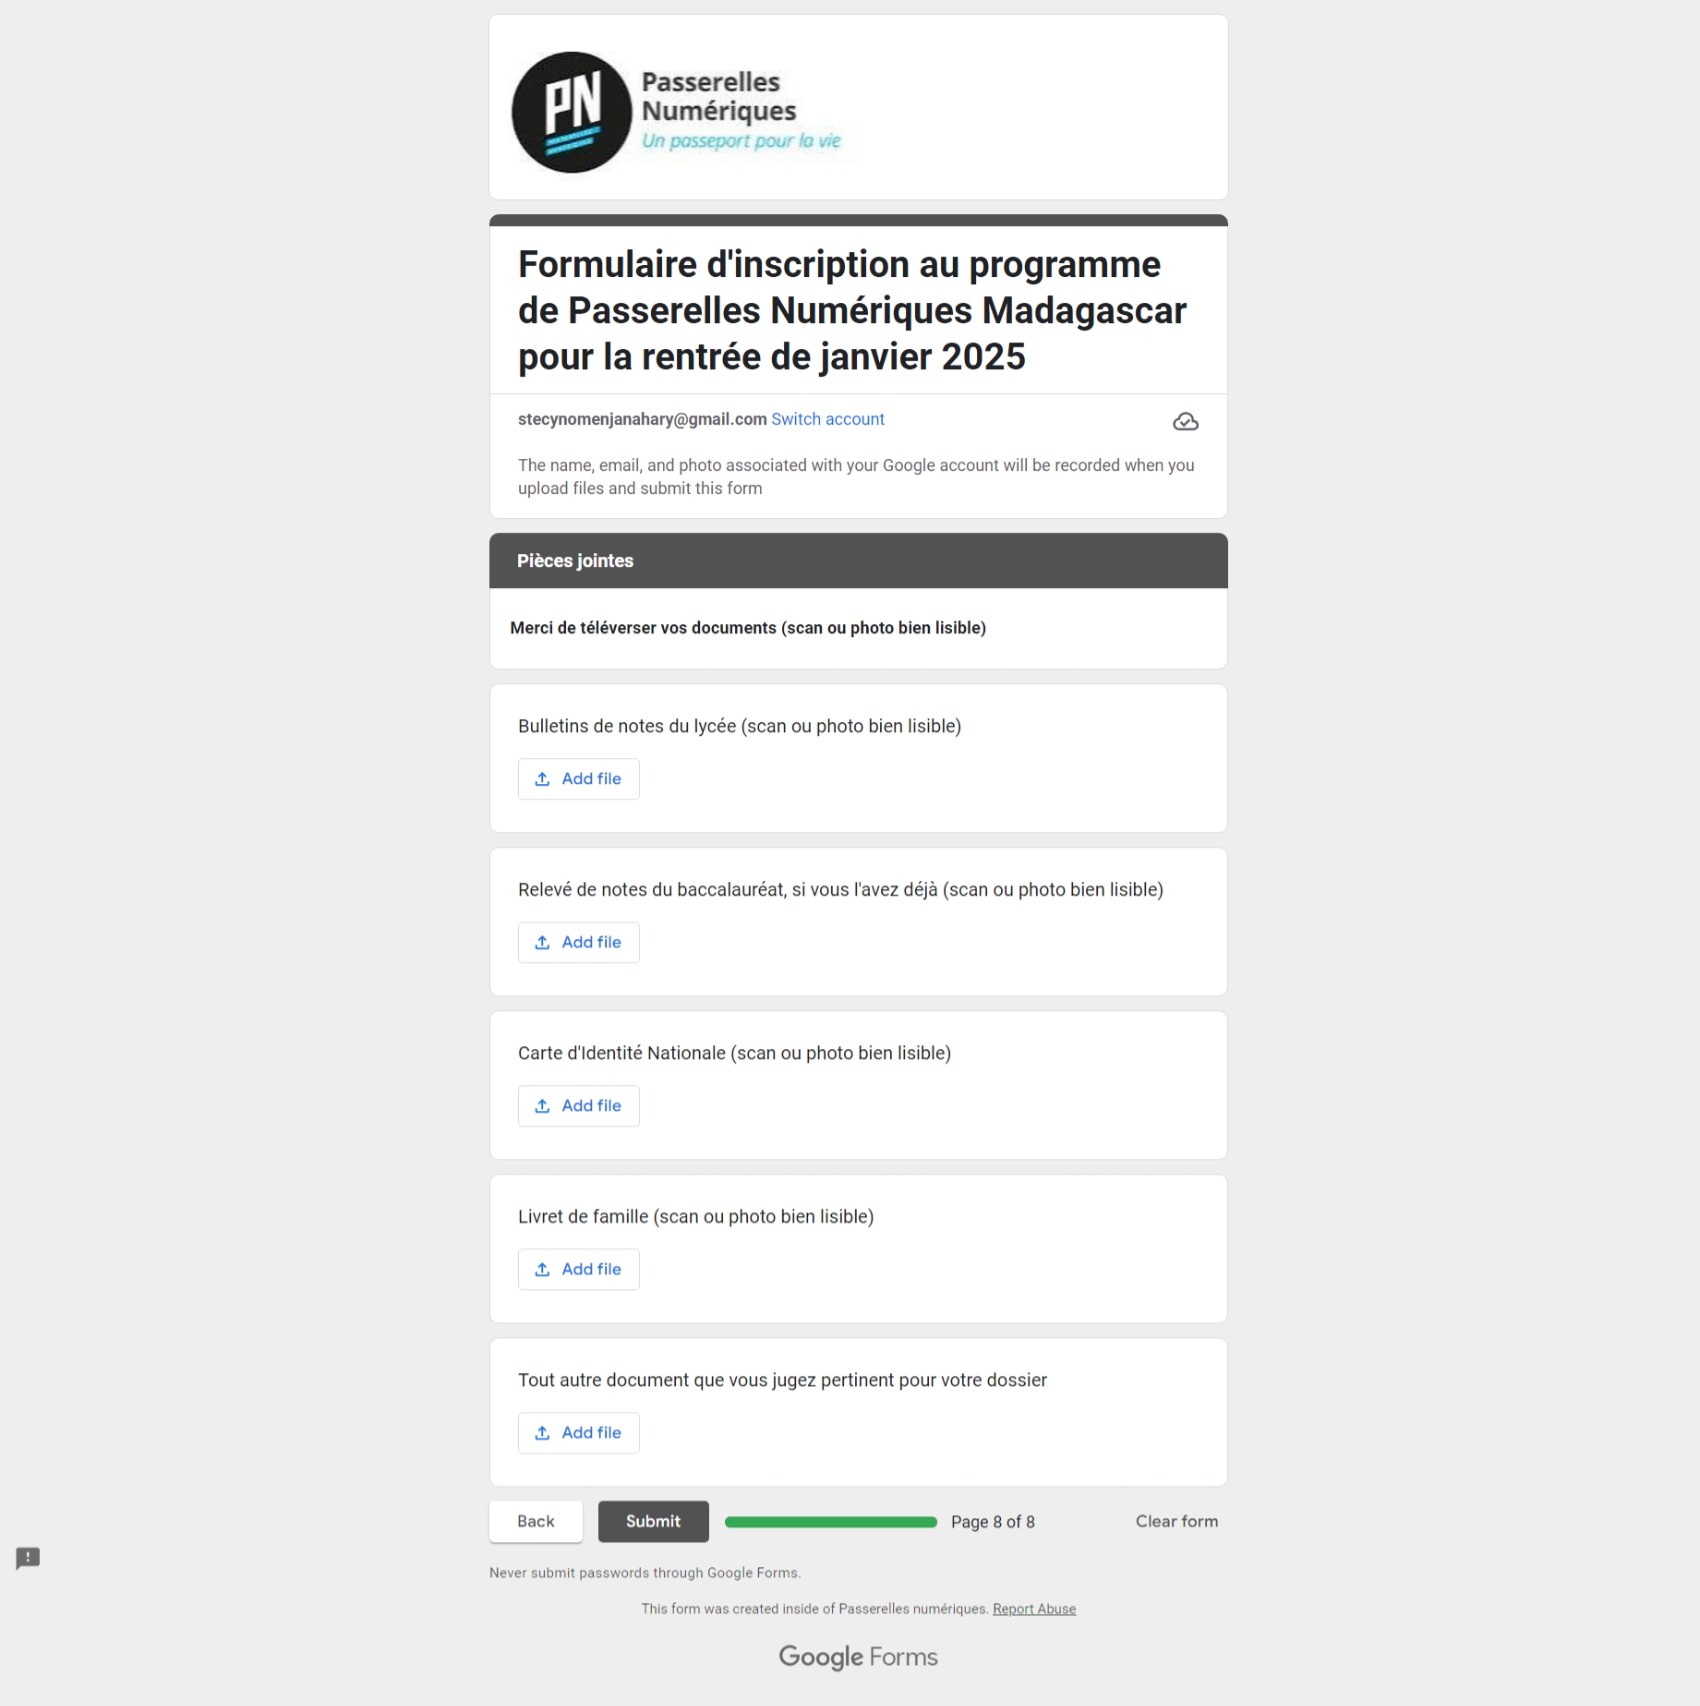 PN
Passerelles
Numériques
Un passeport pour la vie
Formulaire d'inscription au programme
de Passerelles Numériques Madagascar
pour la rentrée de janvier 2025
stecynomenjanahary@gmail.com Switch account
The name, email, and photo associated with your Google account will be recorded when you
upload files and submit this form
Pièces jointes
Merci de téléverser vos documents (scan ou photo bien lisible)
Bulletins de notes du lycée (scan ou photo bien lisible)
Add file
Relevé de notes du baccalauréat, si vous l'avez déjà (scan ou photo bien lisible)
Add file
Carte d'Identité Nationale (scan ou photo bien lisible)
Add file
Livret de famille (scan ou photo bien lisible)
Add file
Tout autre document que vous jugez pertinent pour votre dossier
Add file
Back Submit Page 8 of 8 Clear form
Never submit passwords through Google Forms.
This form was created inside of Passerelles numériques. Report Abuse
Google Forms